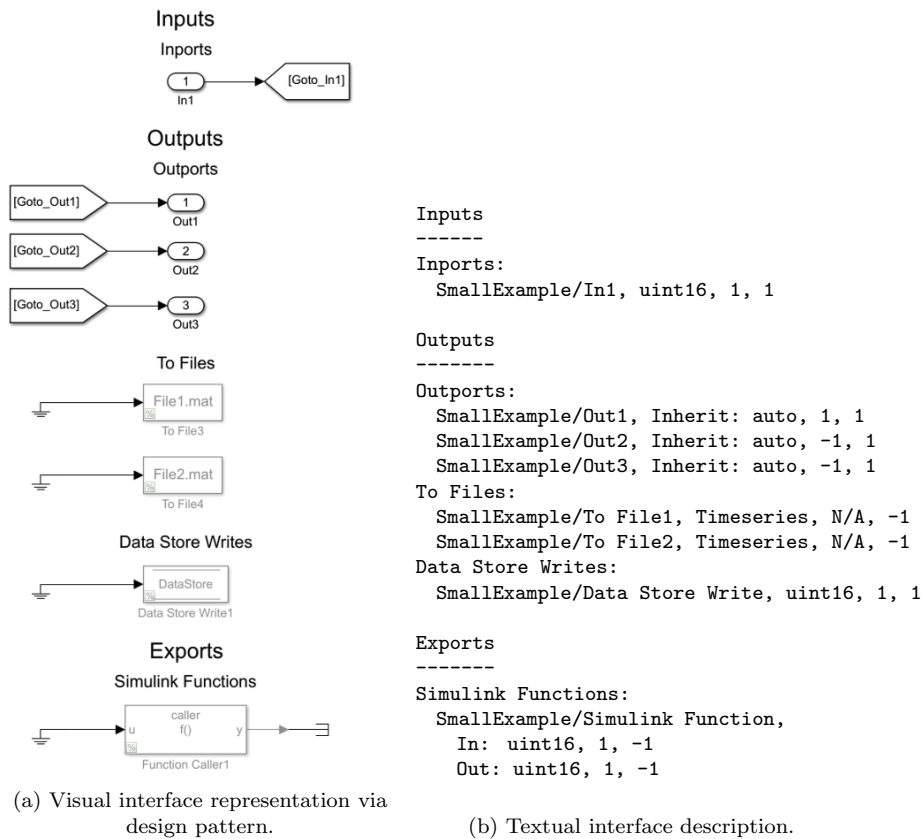 Inputs
Inports
1
[Goto_In1]
In1
Outputs
Outports
[Goto_Out1]
1
Out1
[Goto_Out2]
2
Out2
[Goto_Out3]
3
Out3
To Files
File1.mat
%
To File3
File2.mat
%
To File4
Data Store Writes
DataStore
%
Data Store Write1
Exports
Simulink Functions
caller
u f() y
%
Function Caller1
(a) Visual interface representation via
design pattern.
Inputs
------
Inports:
SmallExample/In1, uint16, 1, 1
Outputs
-------
Outports:
SmallExample/Out1, Inherit: auto, 1, 1
SmallExample/Out2, Inherit: auto, -1, 1
SmallExample/Out3, Inherit: auto, -1, 1
To Files:
SmallExample/To File1, Timeseries, N/A, -1
SmallExample/To File2, Timeseries, N/A, -1
Data Store Writes:
SmallExample/Data Store Write, uint16, 1, 1
Exports
-------
Simulink Functions:
SmallExample/Simulink Function,
In: uint16, 1, -1
Out: uint16, 1, -1
(b) Textual interface description.